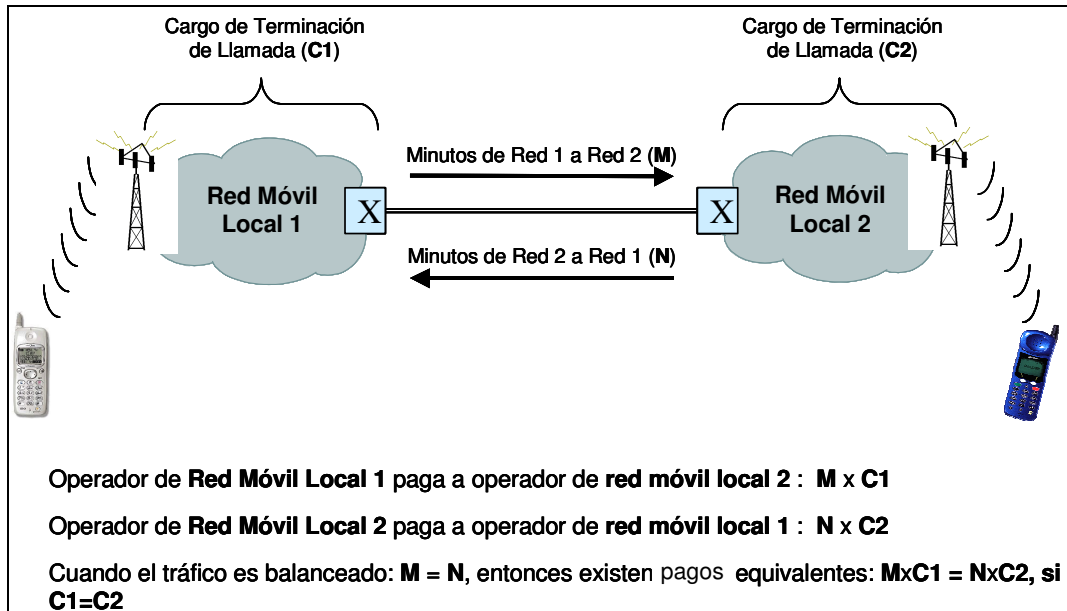 Cargo de Terminación
de Llamada (C1)
Cargo de Terminación
de Llamada (C2)
Minutos de Red 1 a Red 2 (M)
Red Móvil
Local 1
X
X
Red Móvil
Local 2
Minutos de Red 2 a Red 1 (N)
Operador de Red Móvil Local 1 paga a operador de red móvil local 2 : M x C1
Operador de Red Móvil Local 2 paga a operador de red móvil local 1 : N x C2
Cuando el tráfico es balanceado: M = N, entonces existen pagos equivalentes: MxC1 = NxC2, si
C1=C2